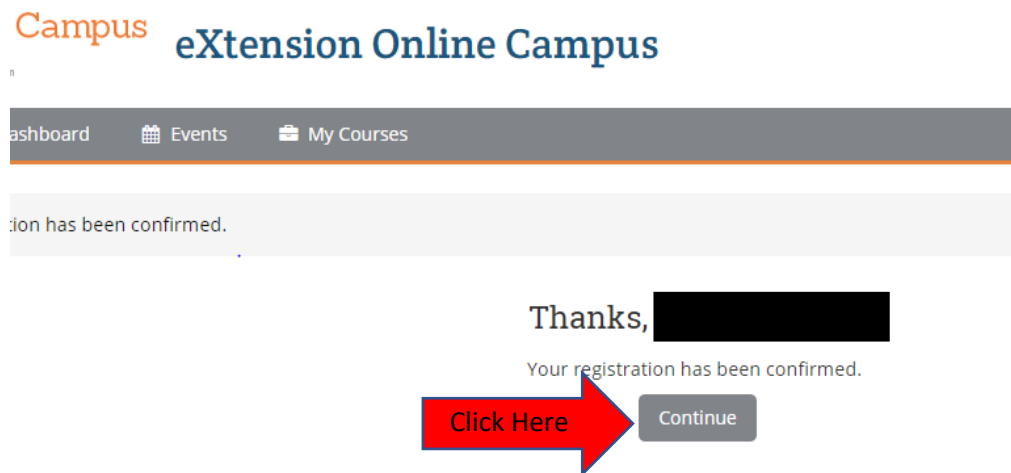 Campus
eXtension Online Campus
ashboard Events My Courses
tion has been confirmed.
Thanks,
Your registration has been confirmed.
Click Here
Continue